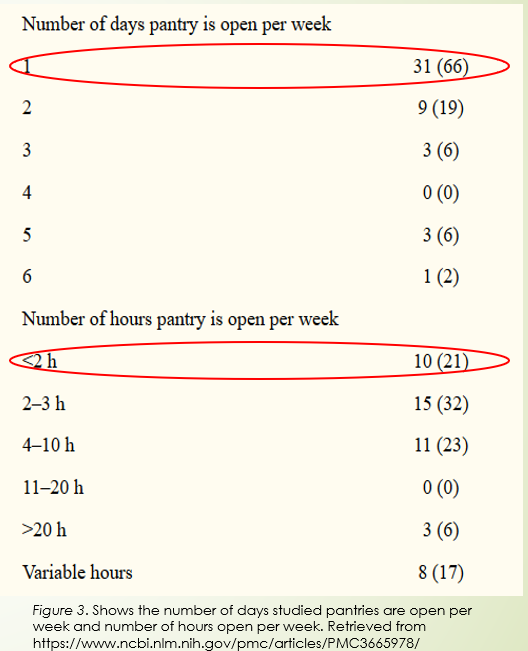 Number of days pantry is open per week
1 31 (66)
2 9 (19)
3 3 (6)
4 0 (0)
5 3 (6)
6 1 (2)
Number of hours pantry is open per week
<2 h 10 (21)
2–3 h 15 (32)
4–10 h 11 (23)
11–20 h 0 (0)
>20 h 3 (6)
Variable hours 8 (17)
Figure 3. Shows the number of days studied pantries are open per
week and number of hours open per week. Retrieved from
https://www.ncbi.nlm.nih.gov/pmc/articles/PMC3665978/